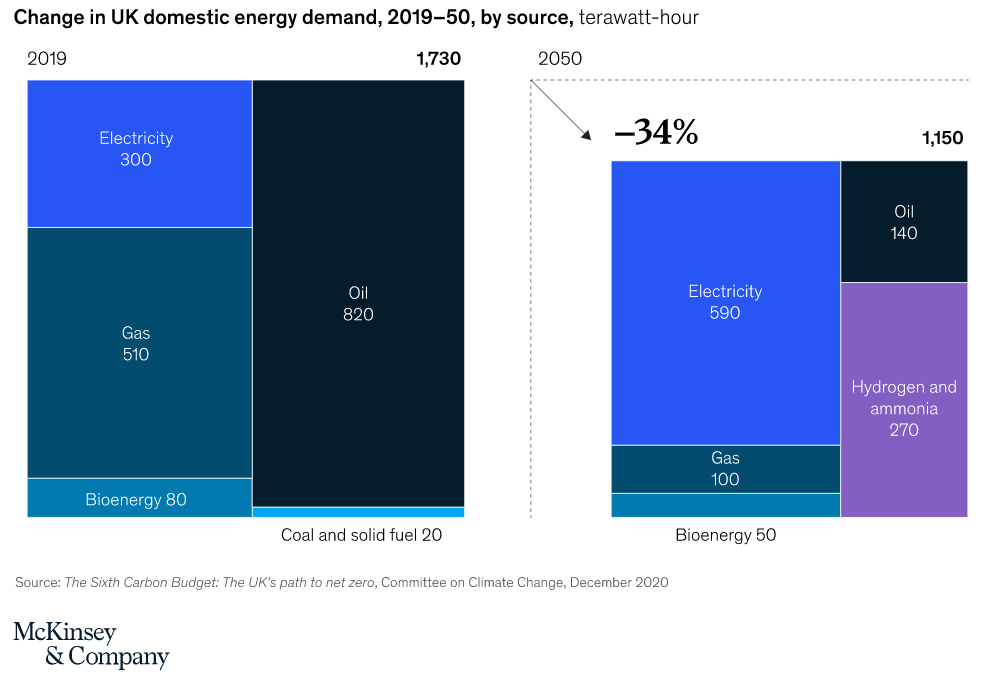 Change in UK domestic energy demand, 2019–50, by source, terawatt-hour
2019
1,730
Electricity
300
Gas
510
Bioenergy 80
Oil
820
Coal and solid fuel 20
2050
–34%
1,150
Electricity
590
Gas
100
Bioenergy 50
Oil
140
Hydrogen and
ammonia
270
Source: The Sixth Carbon Budget: The UK's path to net zero, Committee on Climate Change, December 2020
McKinsey
& Company